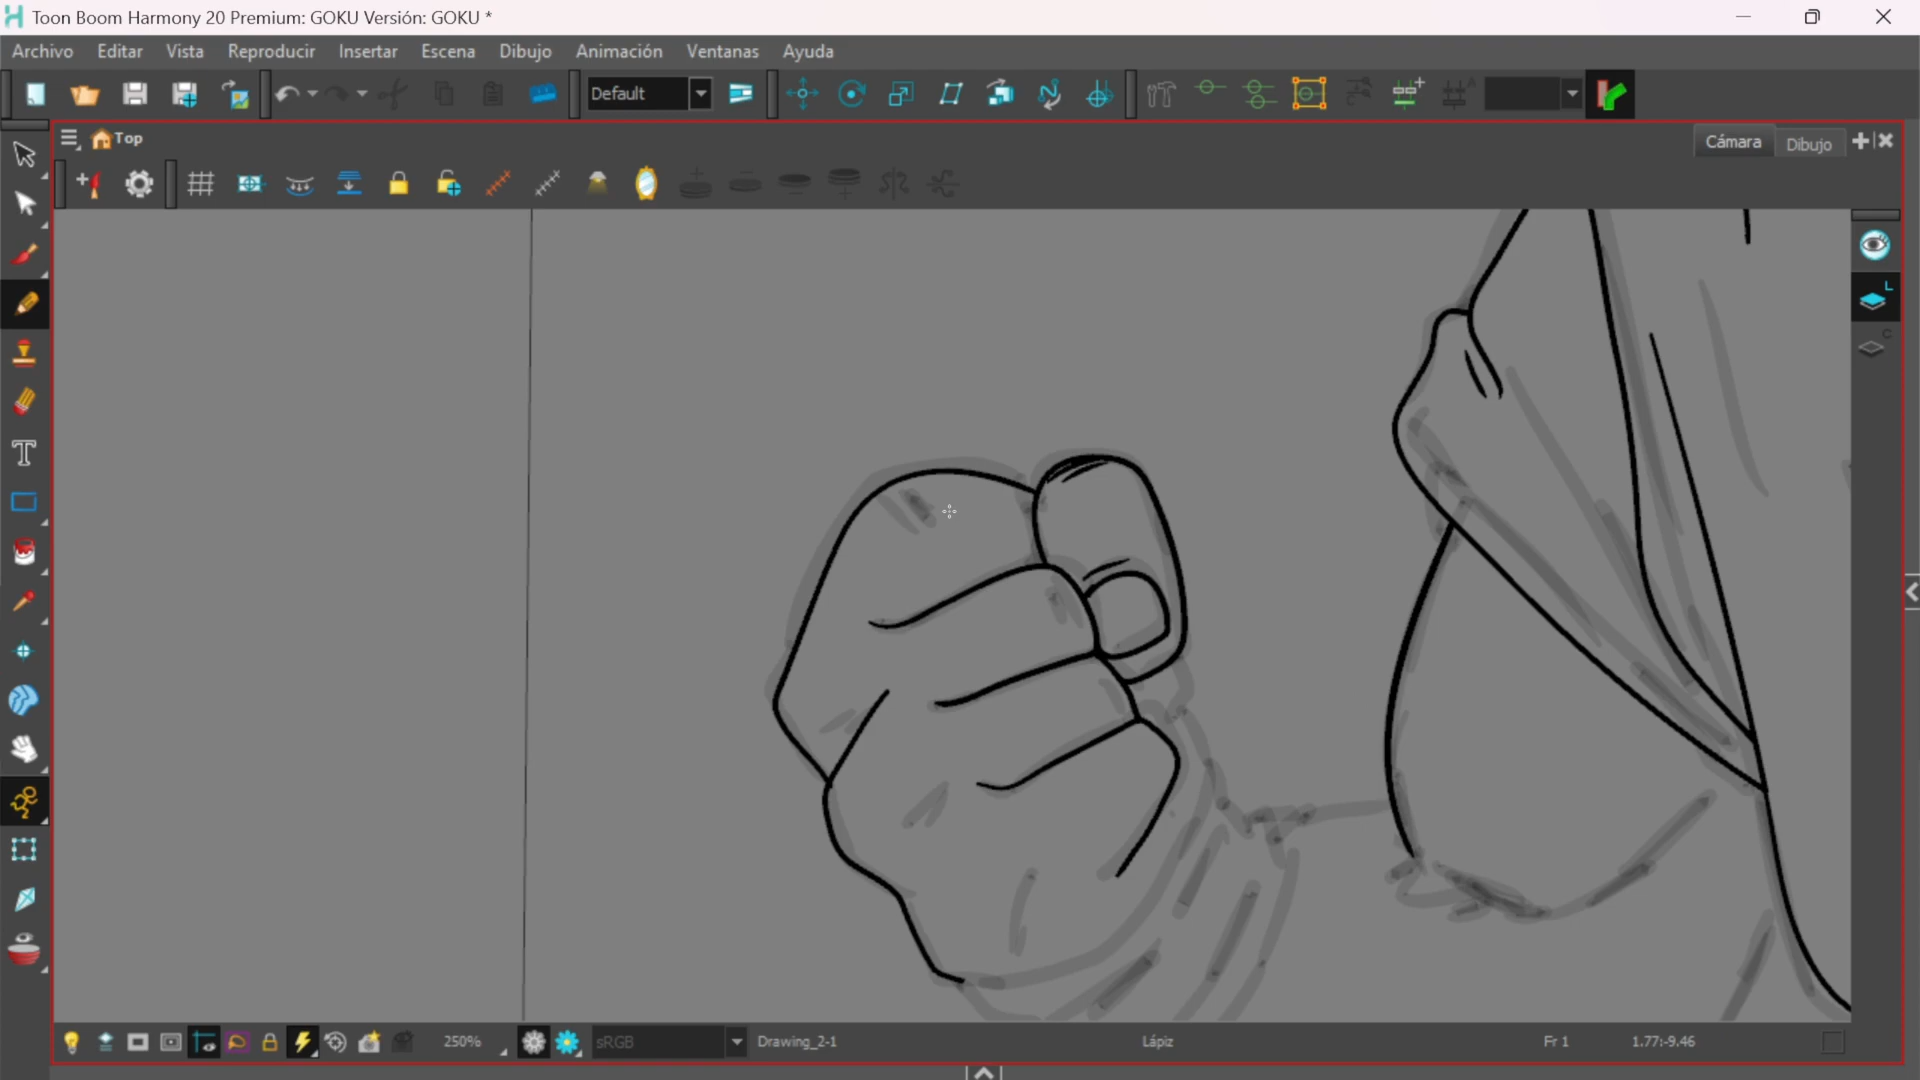 Toon Boom Harmony 20 Premium: GOKU Versión: GOKU *
Archivo Editar Vista Reproducir Insertar Escena Dibujo Animación Ventanas Ayuda
Default
Top
Cámara Dibujo
L
C
T
250% sRGB Drawing_2-1 Lápiz Fr 1 1.77:-9.46